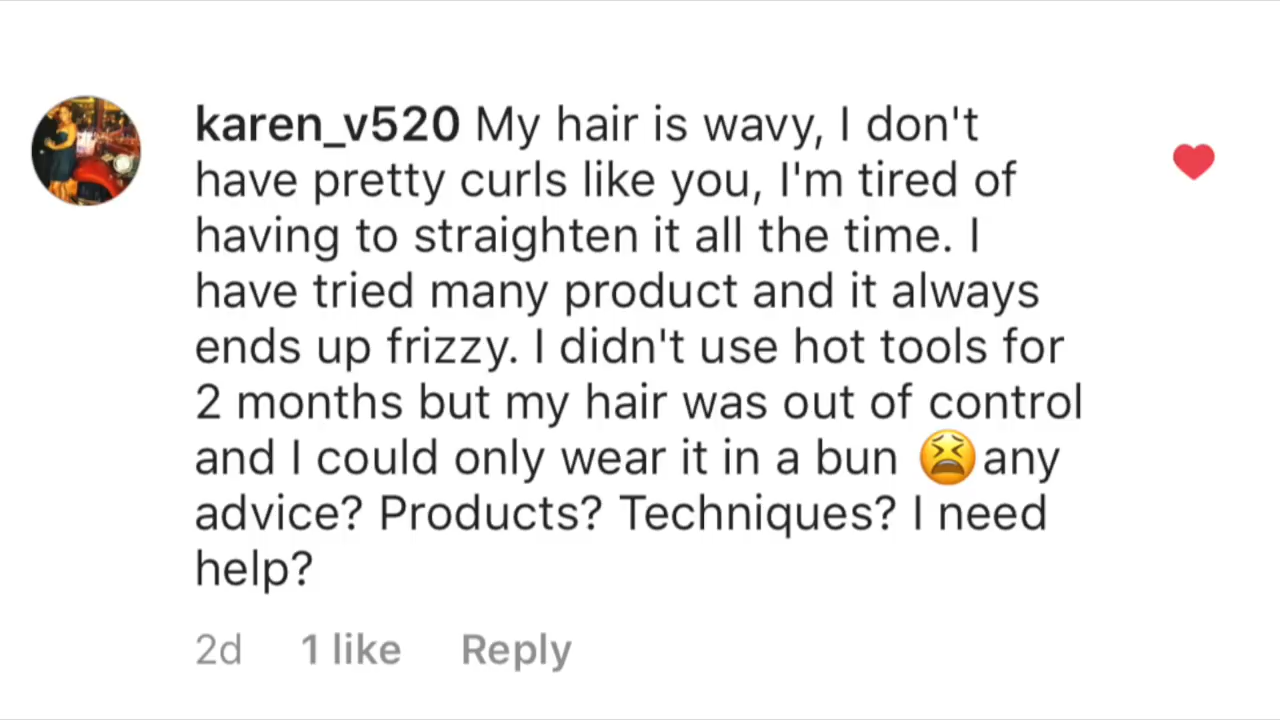 karen_v520 My hair is wavy, I don't
have pretty curls like you, I'm tired of
having to straighten it all the time. I
have tried many product and it always
ends up frizzy. I didn't use hot tools for
2 months but my hair was out of control
and I could only wear it in a bun 😫any
advice? Products? Techniques? I need
help?
2d 1 like Reply